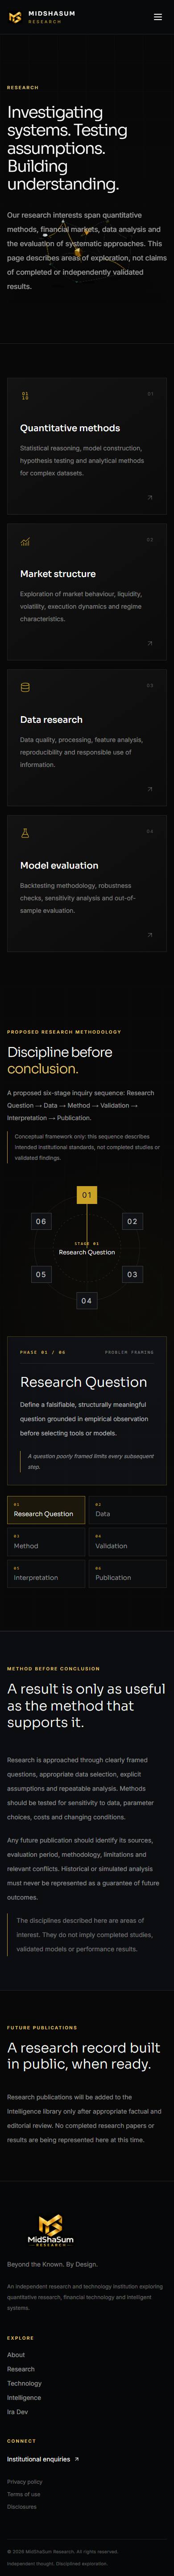 MIDSHASUM
RESEARCH
RESEARCH
Investigating
systems. Testing
assumptions.
Building
understanding.
Our research interests span quantitative
methods, financial systems, data analysis and
the evaluation of systematic approaches. This
page describes areas of exploration, not claims
of completed or independently validated
results.
01
10
01
Quantitative methods
Statistical reasoning, model construction,
hypothesis testing and analytical methods
for complex datasets.
02
Market structure
Exploration of market behaviour, liquidity,
volatility, execution dynamics and regime
characteristics.
03
Data research
Data quality, processing, feature analysis,
reproducibility and responsible use of
information.
04
Model evaluation
Backtesting methodology, robustness
checks, sensitivity analysis and out-of-
sample evaluation.
PROPOSED RESEARCH METHODOLOGY
Discipline before
conclusion.
A proposed six-stage inquiry sequence: Research
Question → Data → Method → Validation →
Interpretation → Publication.
Conceptual framework only: this sequence describes
intended institutional standards, not completed studies or
validated findings.
01
06
02
STAGE 01
Research Question
05
03
04
PHASE 01 / 06
PROBLEM FRAMING
Research Question
Define a falsifiable, structurally meaningful
question grounded in empirical observation
before selecting tools or models.
A question poorly framed limits every subsequent
step.
01
Research Question
02
Data
03
Method
04
Validation
05
Interpretation
06
Publication
METHOD BEFORE CONCLUSION
A result is only as useful
as the method that
supports it.
Research is approached through clearly framed
questions, appropriate data selection, explicit
assumptions and repeatable analysis. Methods
should be tested for sensitivity to data, parameter
choices, costs and changing conditions.
Any future publication should identify its sources,
evaluation period, methodology, limitations and
relevant conflicts. Historical or simulated analysis
must never be represented as a guarantee of future
outcomes.
The disciplines described here are areas of
interest. They do not imply completed studies,
validated models or performance results.
FUTURE PUBLICATIONS
A research record built
in public, when ready.
Research publications will be added to the
Intelligence library only after appropriate factual and
editorial review. No completed research papers or
results are being represented here at this time.
MidShaSum
RESEARCH
Beyond the Known. By Design.
An independent research and technology institution exploring
quantitative research, financial technology and intelligent
systems.
EXPLORE
About
Research
Technology
Intelligence
Ira Dev
CONNECT
Institutional enquiries ↗
Privacy policy
Terms of use
Disclosures
© 2026 MidShaSum Research. All rights reserved.
Independent thought. Disciplined exploration.